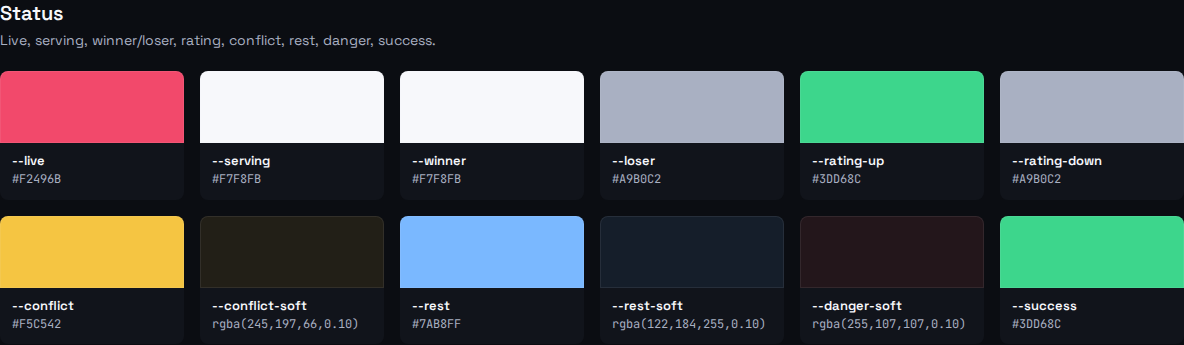 Status
Live, serving, winner/loser, rating, conflict, rest, danger, success.
--live
#F2496B
--serving
#F7F8FB
--winner
#F7F8FB
--loser
#A9B0C2
--rating-up
#3DD68C
--rating-down
#A9B0C2
--conflict
#F5C542
--conflict-soft
rgba(245,197,66,0.10)
--rest
#7AB8FF
--rest-soft
rgba(122,184,255,0.10)
--danger-soft
rgba(255,107,107,0.10)
--success
#3DD68C